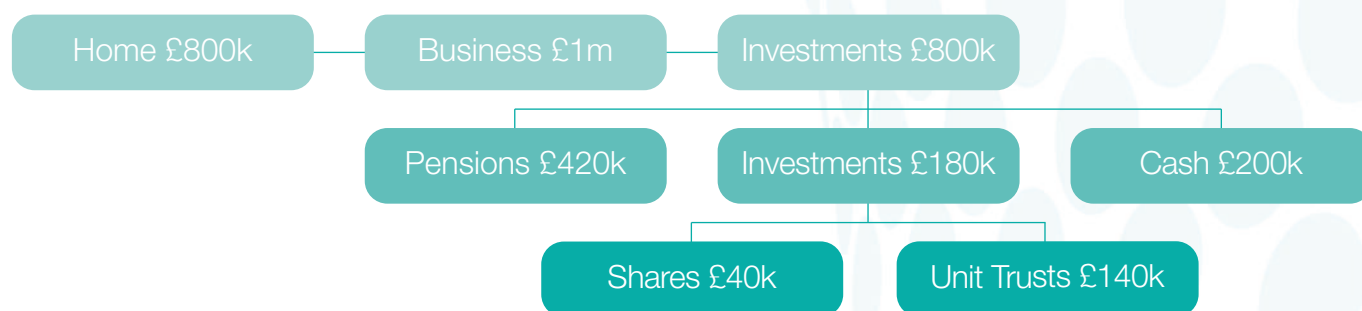 Home £800k
Business £1m
Investments £800k
Pensions £420k
Investments £180k
Cash £200k
Shares £40k
Unit Trusts £140k